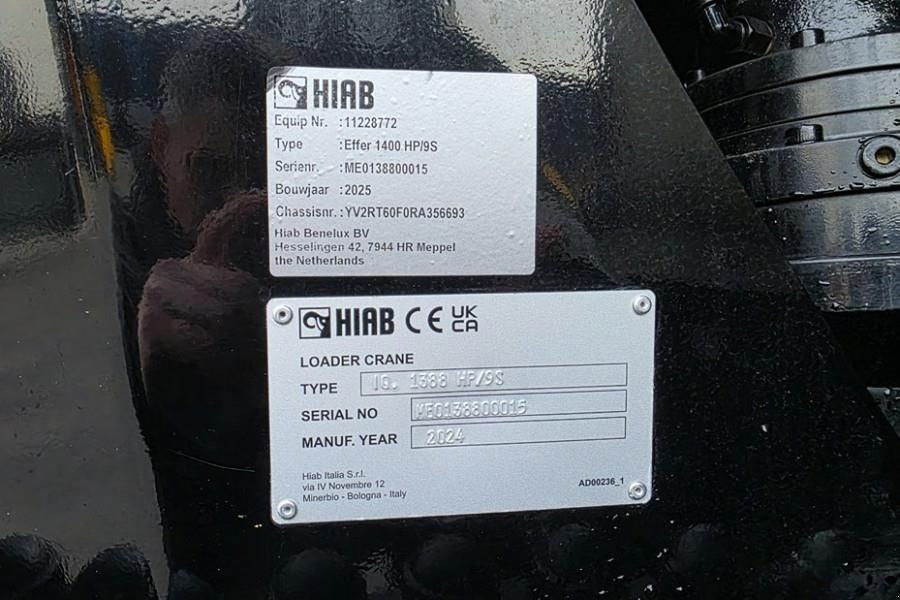 HIAB
Equip Nr. :11228772
Type :Effer 1400 HP/9S
Serienr. :ME0138800015
Bouwjaar :2025
Chassisnr. :YV2RT60F0RA356693
Hiab Benelux BV
Hesselingen 42, 7944 HR Meppel
the Netherlands
HIAB CE UK CA
LOADER CRANE
TYPE iQ. 1388 HP/9S
SERIAL NO ME0138800015
MANUF. YEAR 2024
Hiab Italia S.r.l.
via IV Novembre 12
Minerbio - Bologna - Italy
AD00236_1